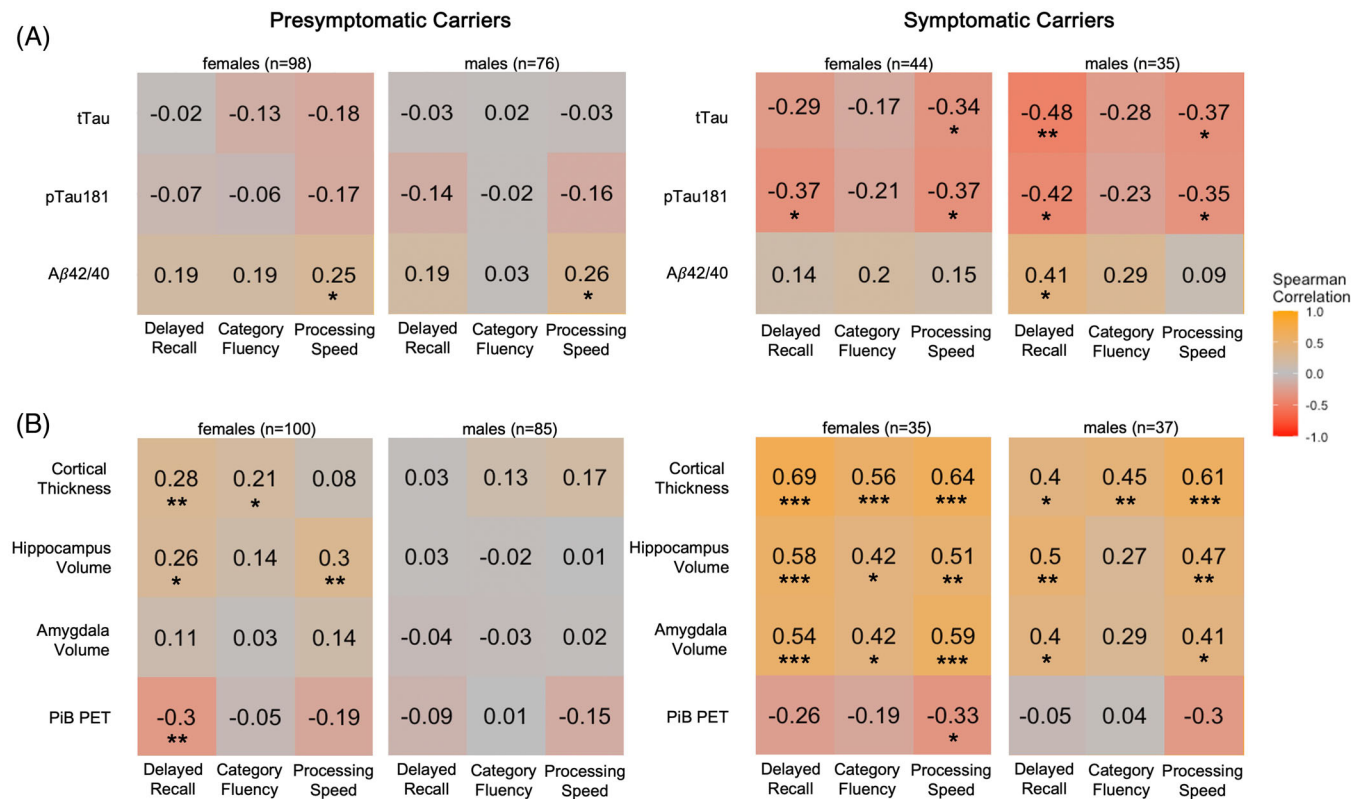 Presymptomatic Carriers
Symptomatic Carriers
(A)
females (n=98)
males (n=76)
females (n=44)
males (n=35)
tTau
-0.02 -0.13 -0.18 -0.03 0.02 -0.03 -0.29 -0.17 -0.34 -0.48 -0.28 -0.37
* ** *
pTau181
-0.07 -0.06 -0.17 -0.14 -0.02 -0.16 -0.37 -0.21 -0.37 -0.42 -0.23 -0.35
* * * *
Aβ42/40
0.19 0.19 0.25 0.19 0.03 0.26 0.14 0.2 0.15 0.41 0.29 0.09
* * *
Delayed Category Processing Delayed Category Processing Delayed Category Processing Delayed Category Processing
Recall Fluency Speed Recall Fluency Speed Recall Fluency Speed Recall Fluency Speed
Spearman
Correlation
1.0
0.5
0.0
-0.5
-1.0
(B)
females (n=100)
males (n=85)
females (n=35)
males (n=37)
Cortical Cortical
Thickness Thickness
0.28 0.21 0.08 0.03 0.13 0.17 0.69 0.56 0.64 0.4 0.45 0.61
** * *** *** *** * ** ***
Hippocampus Hippocampus
Volume Volume
0.26 0.14 0.3 0.03 -0.02 0.01 0.58 0.42 0.51 0.5 0.27 0.47
* ** *** * ** ** **
Amygdala Amygdala
Volume Volume
0.11 0.03 0.14 -0.04 -0.03 0.02 0.54 0.42 0.59 0.4 0.29 0.41
*** * *** * *
PiB PET PiB PET
-0.3 -0.05 -0.19 -0.09 0.01 -0.15 -0.26 -0.19 -0.33 -0.05 0.04 -0.3
** *
Delayed Category Processing Delayed Category Processing Delayed Category Processing Delayed Category Processing
Recall Fluency Speed Recall Fluency Speed Recall Fluency Speed Recall Fluency Speed